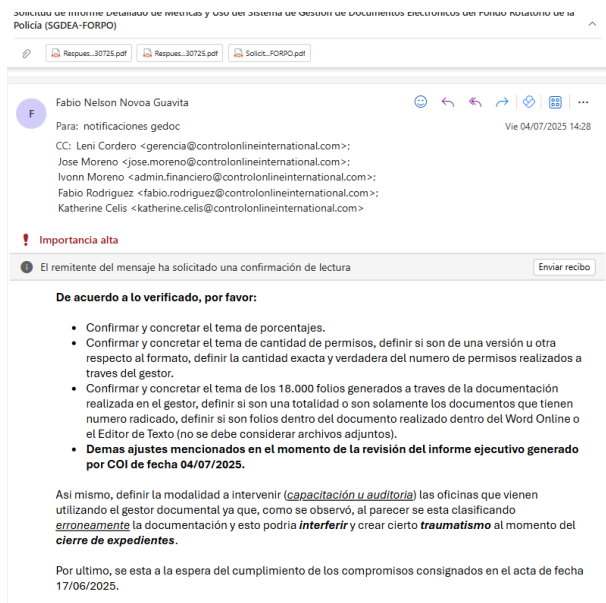 Solicitud de Informe Detallado de Métricas y Uso del Sistema de Gestión de Documentos Electrónicos del Fondo Rotatorio de la
Policía (SGDEA-FORPO)
Respues...30725.pdf
Respues...30725.pdf
Solicit...FORPO.pdf
F
Fabio Nelson Novoa Guavita
Para: notificaciones gedoc
Vie 04/07/2025 14:28
CC: Leni Cordero <gerencia@controlonlineinternational.com>;
Jose Moreno <jose.moreno@controlonlineinternational.com>;
Ivonn Moreno <admin.financiero@controlonlineinternational.com>;
Fabio Rodriguez <fabio.rodriguez@controlonlineinternational.com>;
Katherine Celis <katherine.celis@controlonlineinternational.com>
Importancia alta
El remitente del mensaje ha solicitado una confirmación de lectura
Enviar recibo
De acuerdo a lo verificado, por favor:
• Confirmar y concretar el tema de porcentajes.
• Confirmar y concretar el tema de cantidad de permisos, definir si son de una versión u otra
respecto al formato, definir la cantidad exacta y verdadera del numero de permisos realizados a
traves del gestor.
• Confirmar y concretar el tema de los 18.000 folios generados a traves de la documentación
realizada en el gestor, definir si son una totalidad o son solamente los documentos que tienen
numero radicado, definir si son folios dentro del documento realizado dentro del Word Online o
el Editor de Texto (no se debe considerar archivos adjuntos).
• Demas ajustes mencionados en el momento de la revisión del informe ejecutivo generado
por COI de fecha 04/07/2025.
Asi mismo, definir la modalidad a intervenir (capacitación u auditoria) las oficinas que vienen
utilizando el gestor documental ya que, como se observó, al parecer se esta clasificando
erroneamente la documentación y esto podria interferir y crear cierto traumatismo al momento del
cierre de expedientes.
Por ultimo, se esta a la espera del cumplimiento de los compromisos consignados en el acta de fecha
17/06/2025.